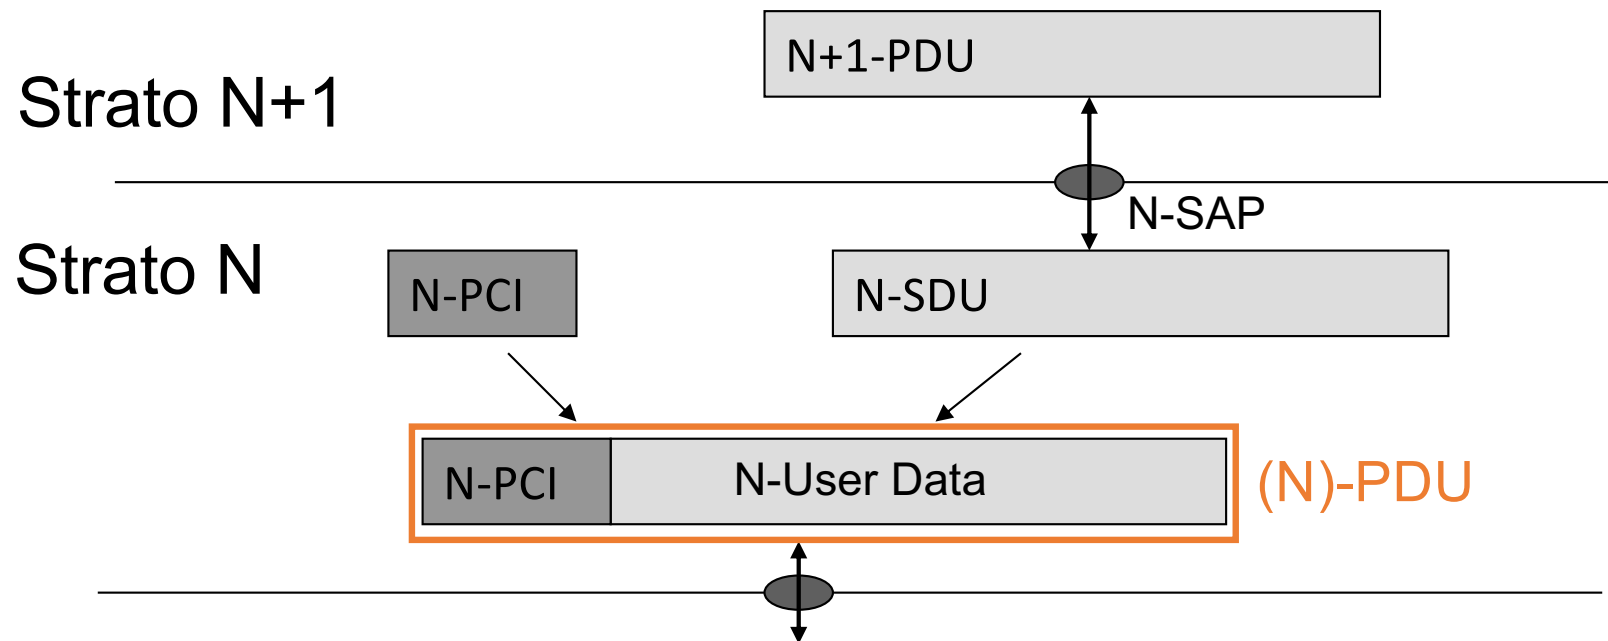 N+1-PDU
Strato N+1
N-SAP
Strato N
N-PCI
N-SDU
N-PCI
N-User Data
(N)-PDU